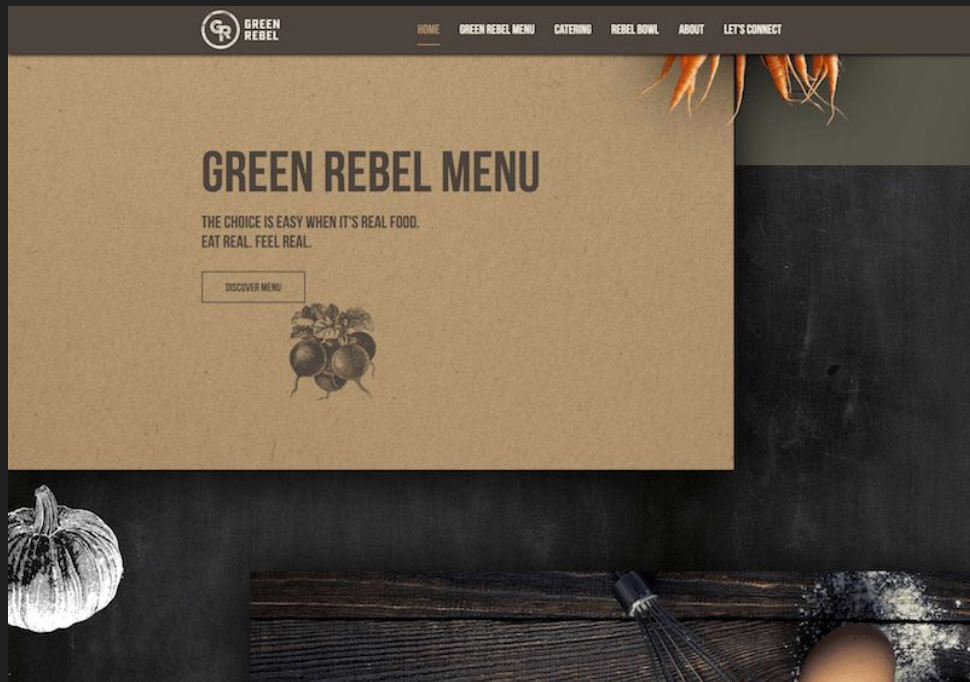 GR
GREEN
REBEL
HOME
GREEN REBEL MENU
CATERING
REBEL BOWL
ABOUT
LET'S CONNECT
GREEN REBEL MENU
THE CHOICE IS EASY WHEN IT'S REAL FOOD.
EAT REAL. FEEL REAL.
DISCOVER MENU